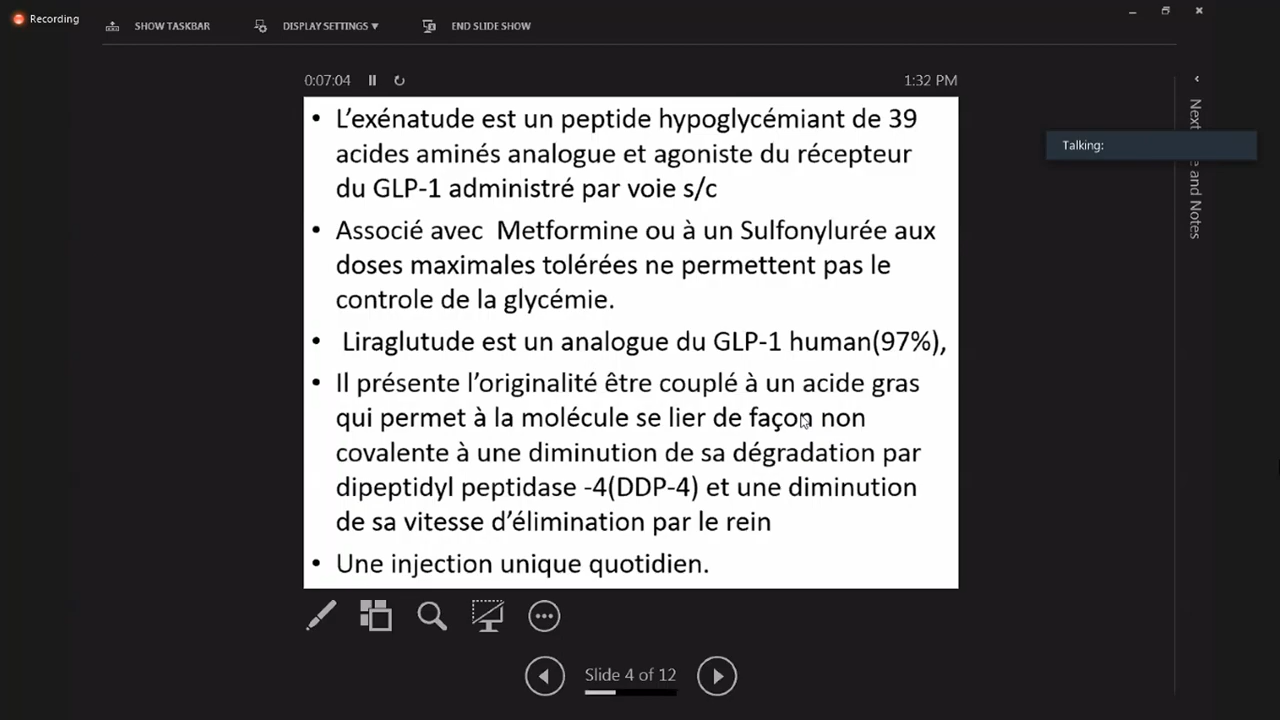 Recording
SHOW TASKBAR DISPLAY SETTINGS END SLIDE SHOW
0:07:04 1:32 PM
• L’exénatude est un peptide hypoglycémiant de 39
acides aminés analogue et agoniste du récepteur
du GLP-1 administré par voie s/c
• Associé avec Metformine ou à un Sulfonylurée aux
doses maximales tolérées ne permettent pas le
controle de la glycémie.
• Liraglutude est un analogue du GLP-1 human(97%),
• Il présente l’originalité être couplé à un acide gras
qui permet à la molécule se lier de façon non
covalente à une diminution de sa dégradation par
dipeptidyl peptidase -4(DDP-4) et une diminution
de sa vitesse d’élimination par le rein
• Une injection unique quotidien.
Slide 4 of 12
Talking:
Next e and Notes